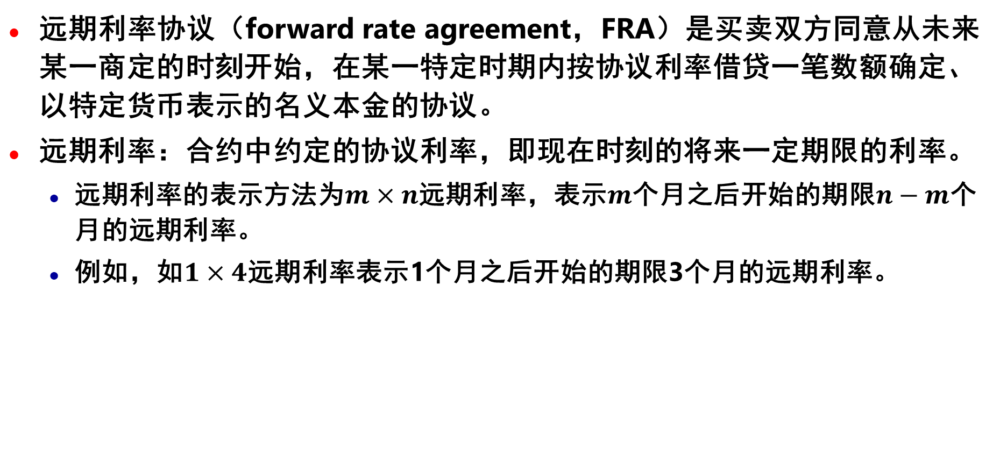 • 远期利率协议（forward rate agreement，FRA）是买卖双方同意从未来
某一商定的时刻开始，在某一特定时期内按协议利率借贷一笔数额确定、
以特定货币表示的名义本金的协议。
• 远期利率：合约中约定的协议利率，即现在时刻的将来一定期限的利率。
• 远期利率的表示方法为m × n远期利率，表示m个月之后开始的期限n − m个
月的远期利率。
• 例如，如1 × 4远期利率表示1个月之后开始的期限3个月的远期利率。